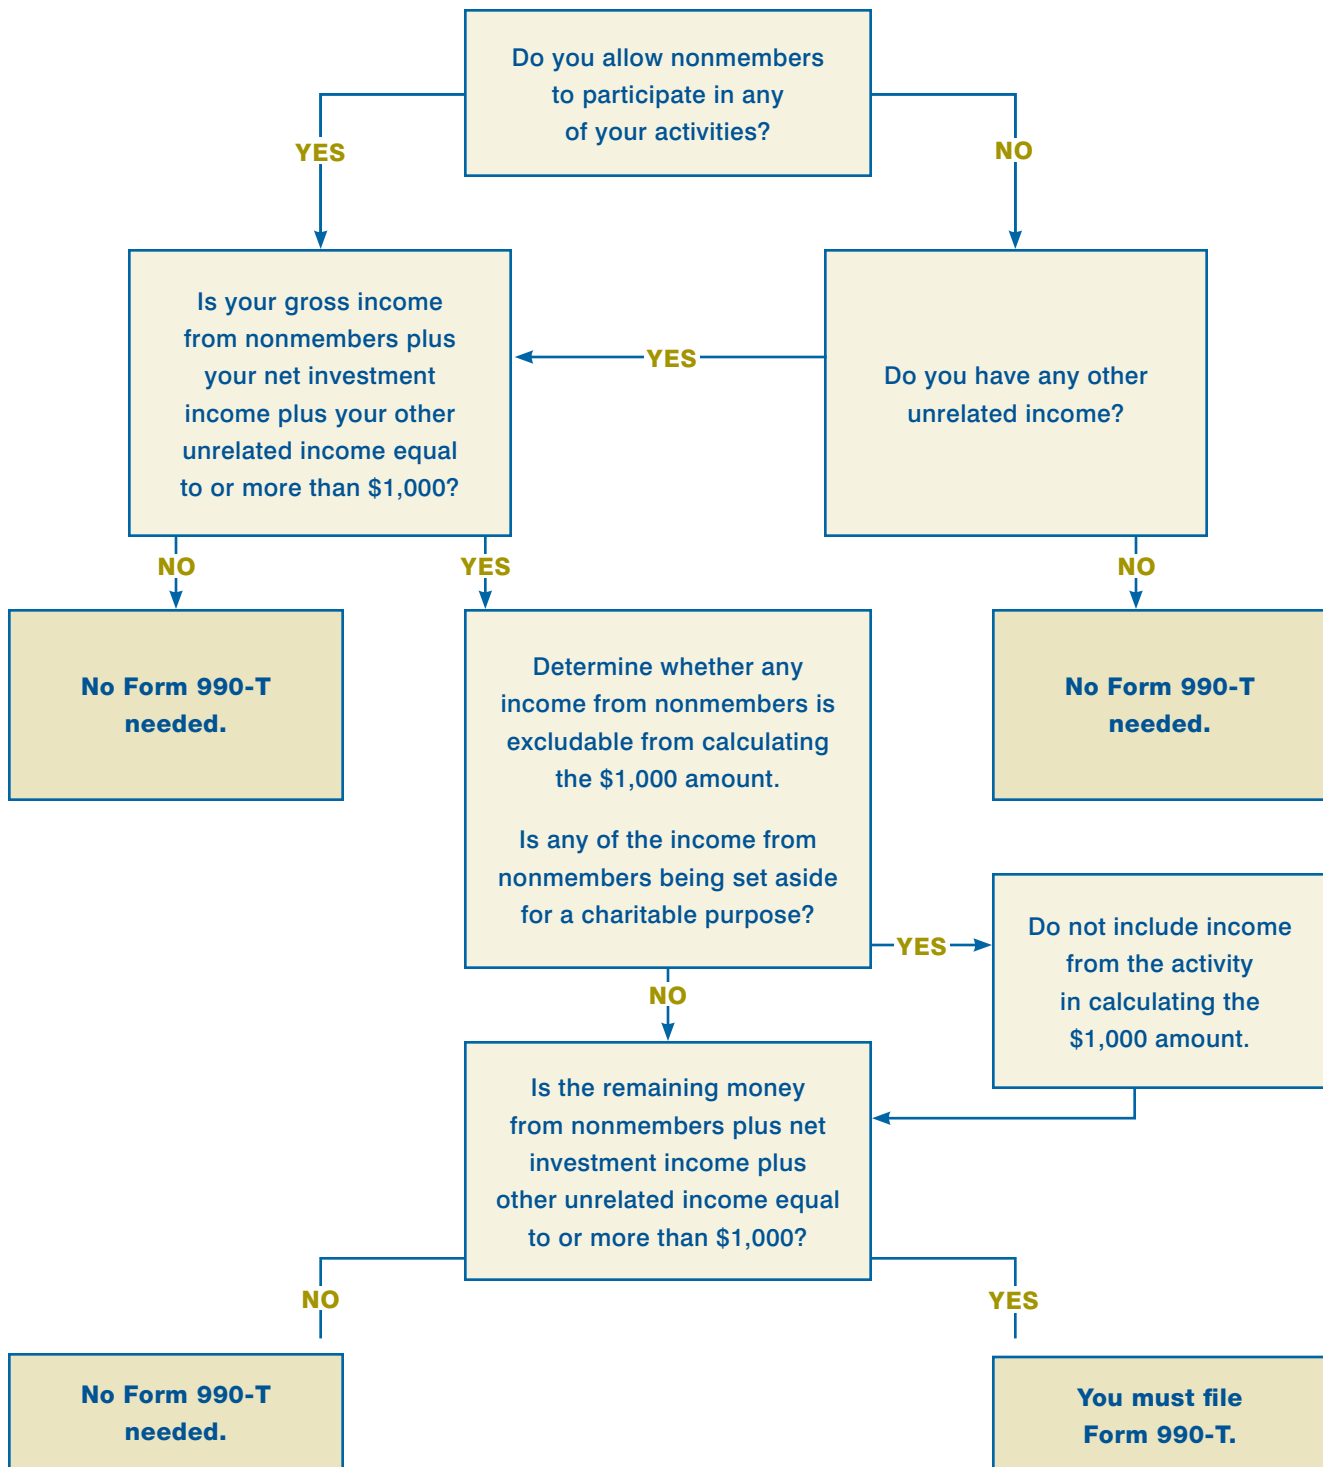 Do you allow nonmembers
to participate in any
of your activities?
YES
NO
Is your gross income
from nonmembers plus
your net investment
income plus your other
unrelated income equal
to or more than $1,000?
YES
Do you have any other
unrelated income?
NO
YES
NO
No Form 990-T
needed.
Determine whether any
income from nonmembers is
excludable from calculating
the $1,000 amount.
Is any of the income from
nonmembers being set aside
for a charitable purpose?
No Form 990-T
needed.
YES
Do not include income
from the activity
in calculating the
$1,000 amount.
NO
Is the remaining money
from nonmembers plus net
investment income plus
other unrelated income equal
to or more than $1,000?
NO
YES
No Form 990-T
needed.
You must file
Form 990-T.